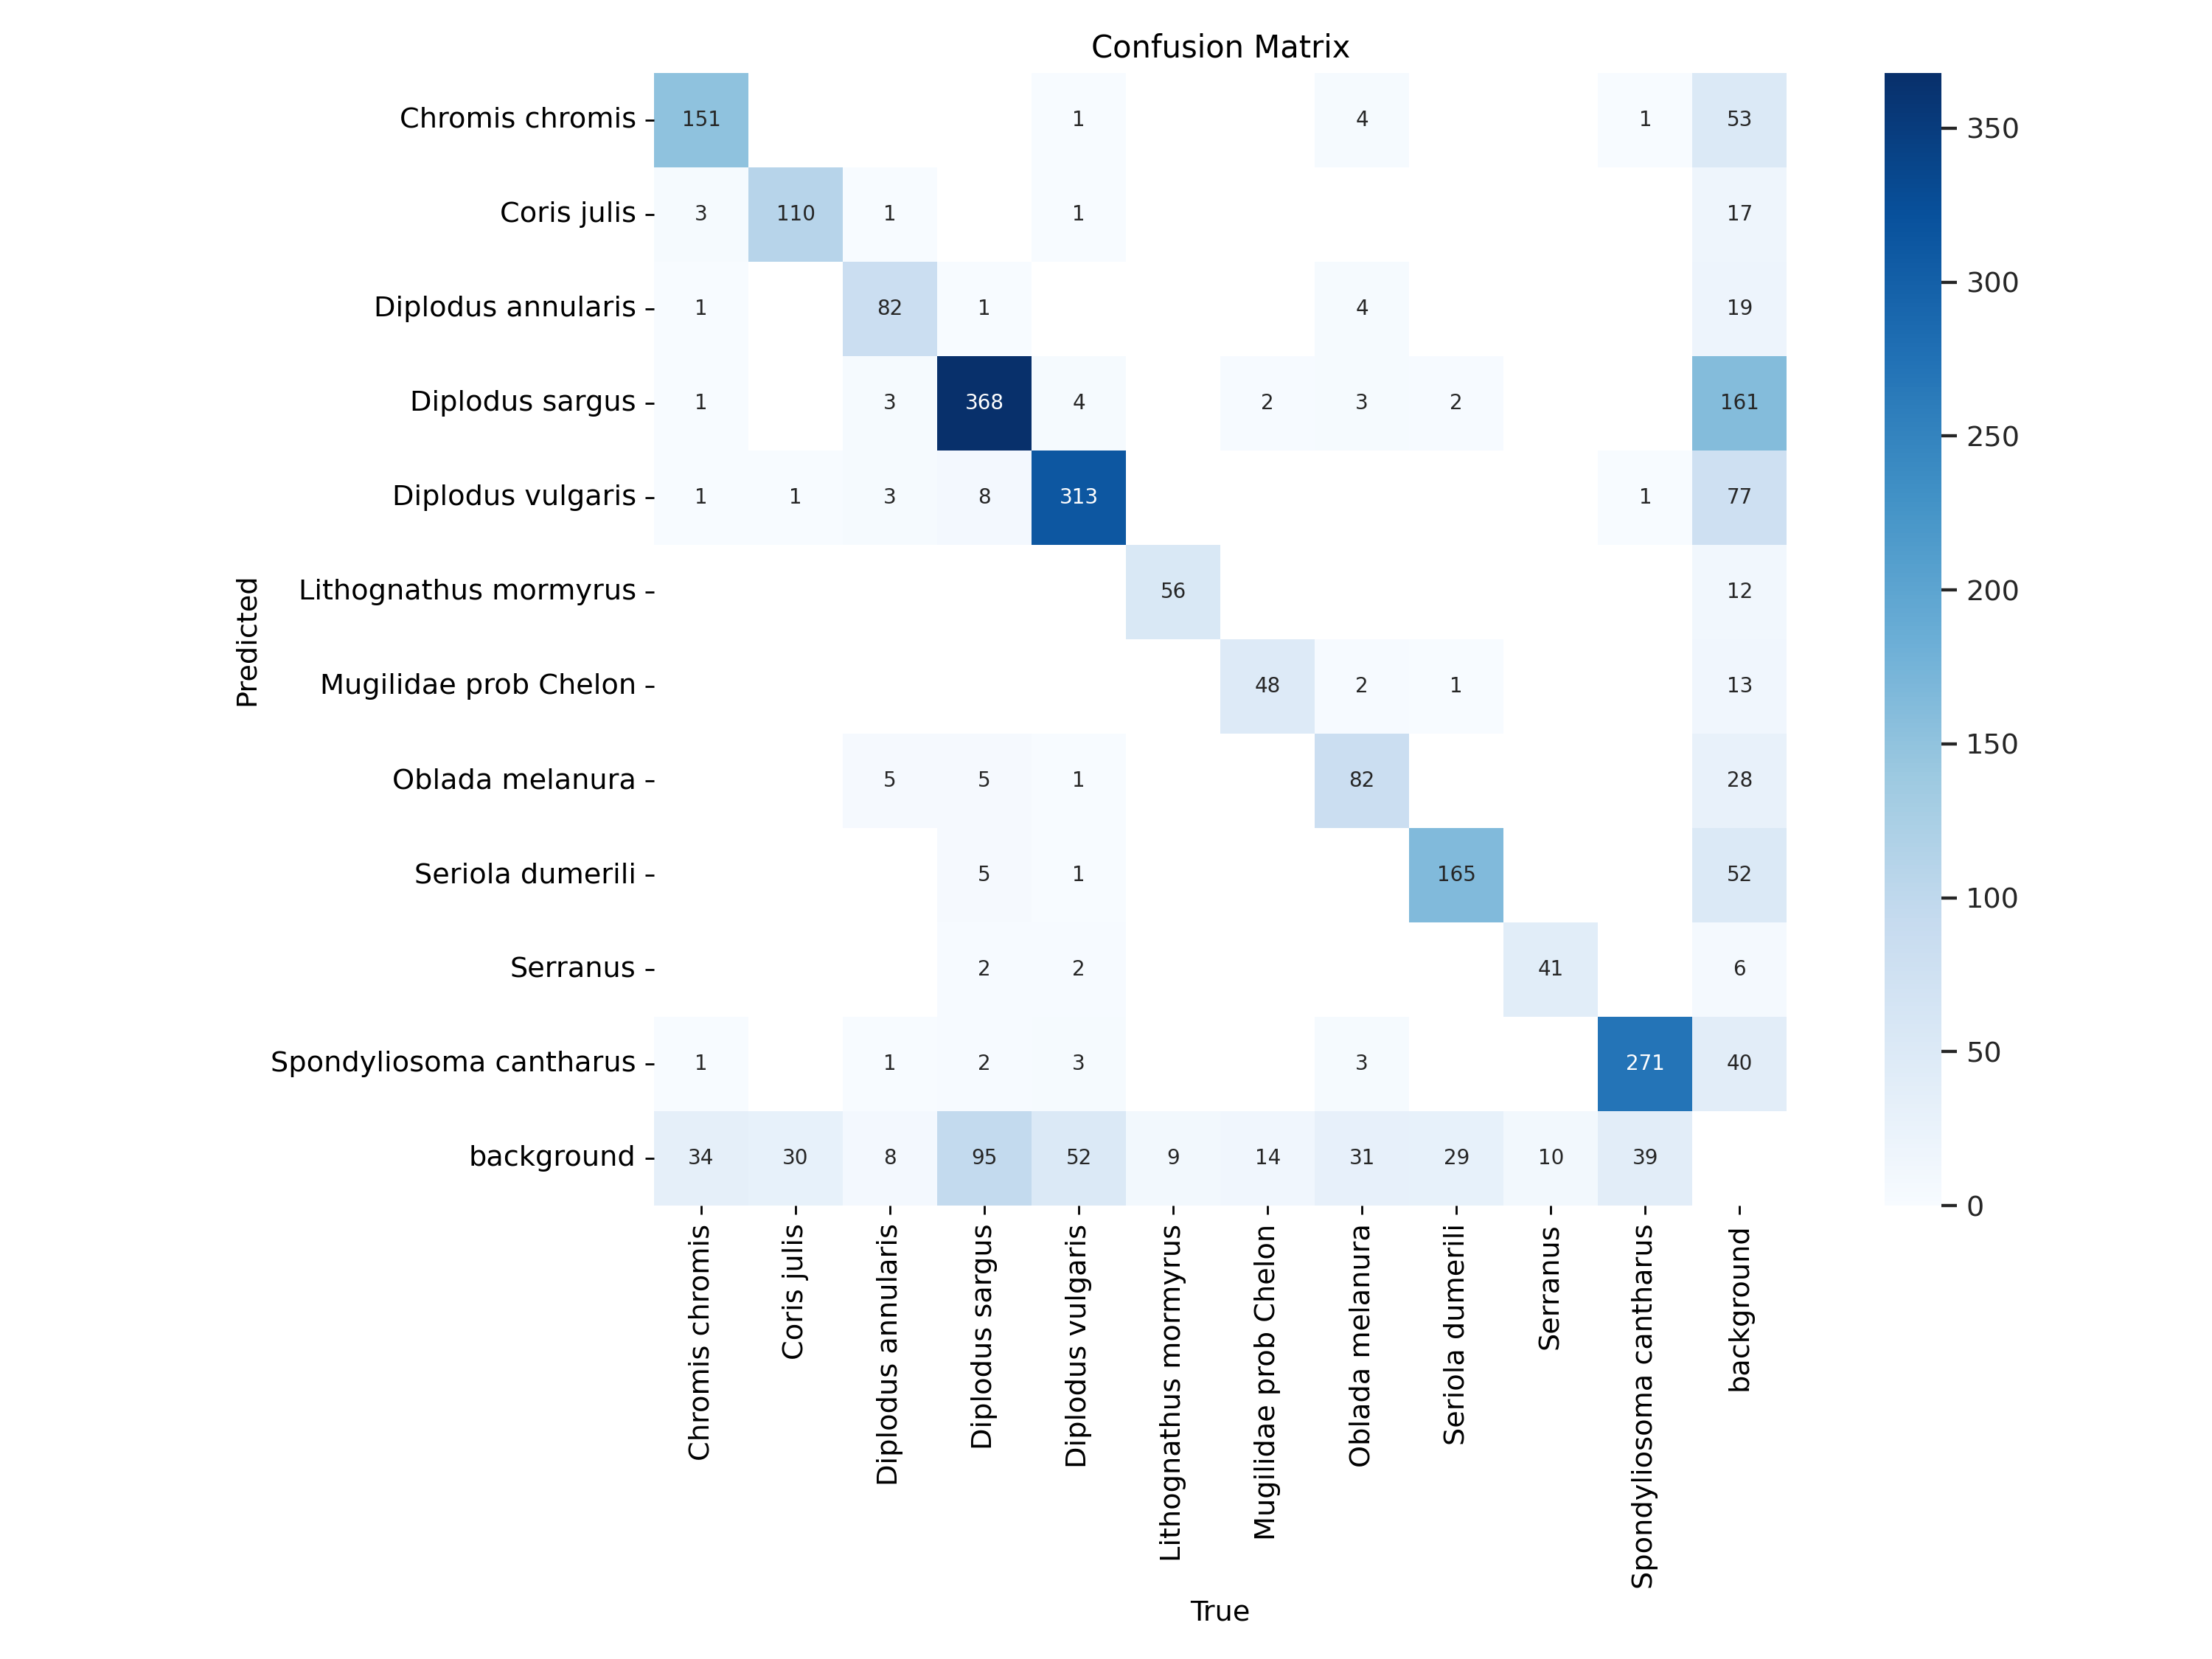 Confusion Matrix
Chromis chromis 151 1 4 1 53
Coris julis 3 110 1 1 17
Diplodus annularis 1 82 1 4 19
Diplodus sargus 1 3 368 4 2 3 2 161
Diplodus vulgaris 1 1 3 8 313 1 77
Lithognathus mormyrus 56 12
Mugilidae prob Chelon 48 2 1 13
Oblada melanura 5 5 1 82 28
Seriola dumerili 5 1 165 52
Serranus 2 2 41 6
Spondyliosoma cantharus 1 1 2 3 3 271 40
background 34 30 8 95 52 9 14 31 29 10 39
Predicted
Chromis chromis
Coris julis
Diplodus annularis
Diplodus sargus
Diplodus vulgaris
Lithognathus mormyrus
Mugilidae prob Chelon
Oblada melanura
Seriola dumerili
Serranus
Spondyliosoma cantharus
background
True
350
300
250
200
150
100
50
0